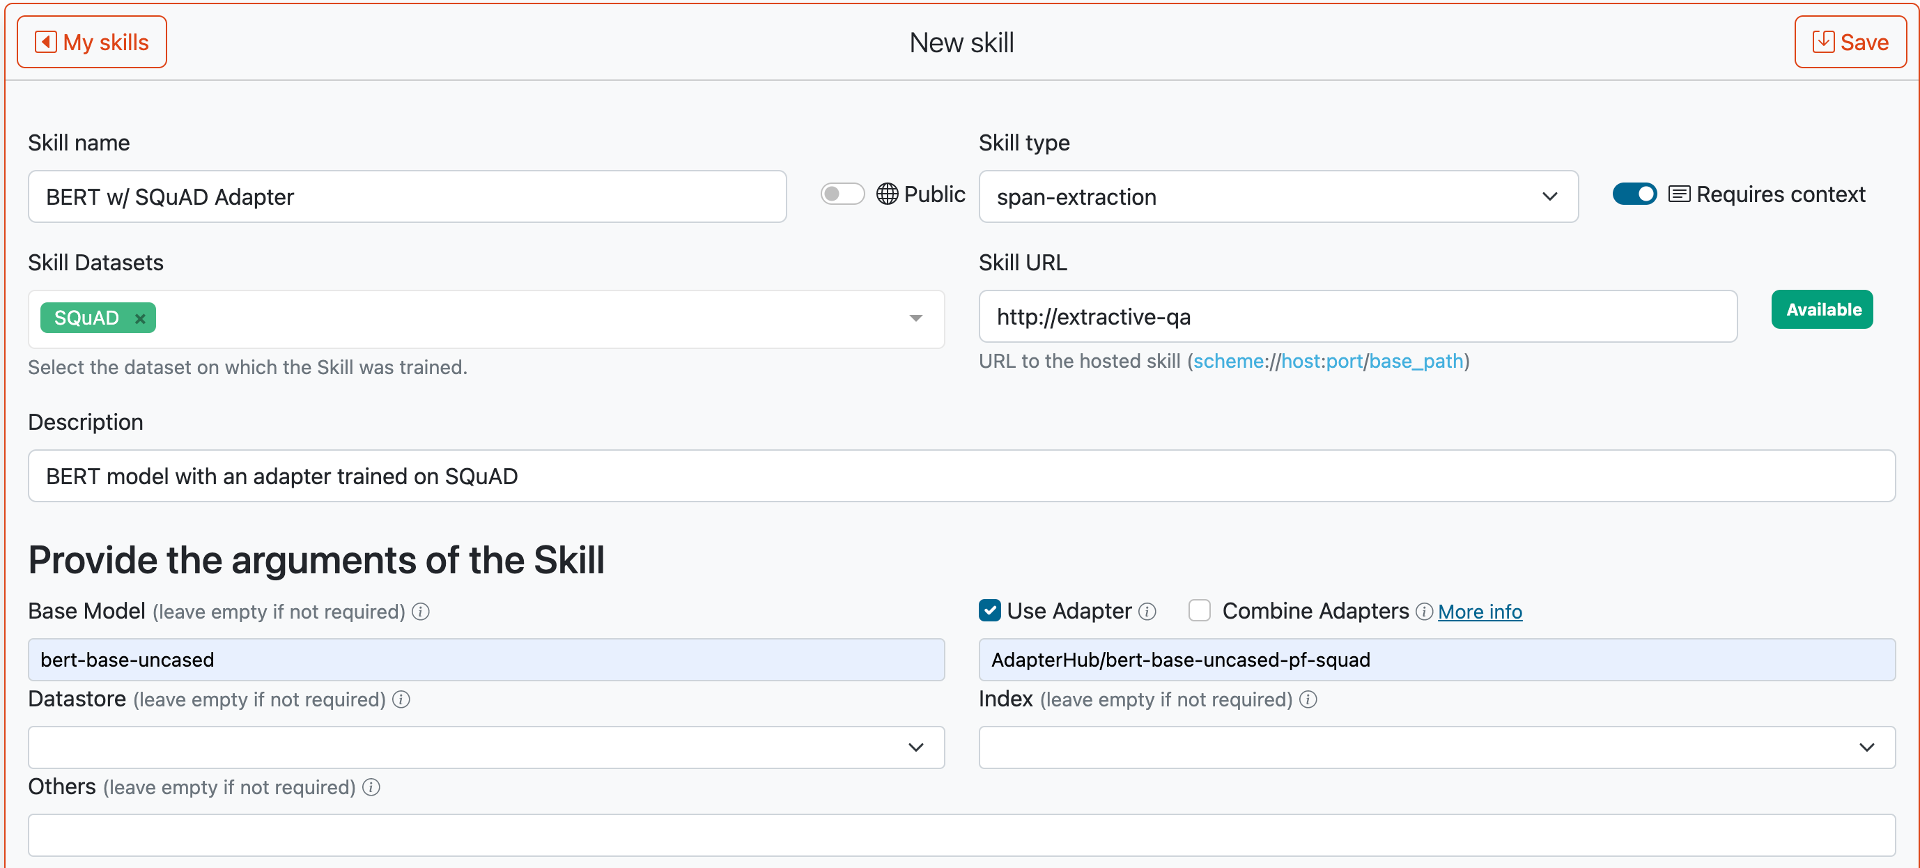 My skills
New skill
Save
Skill name
BERT w/ SQuAD Adapter
Public
Skill type
span-extraction
Requires context
Skill Datasets
SQuAD ×
Select the dataset on which the Skill was trained.
Skill URL
http://extractive-qa
Available
URL to the hosted skill (scheme://host:port/base_path)
Description
BERT model with an adapter trained on SQuAD
Provide the arguments of the Skill
Base Model (leave empty if not required)
bert-base-uncased
Use Adapter
Combine Adapters More info
AdapterHub/bert-base-uncased-pf-squad
Datastore (leave empty if not required)
Index (leave empty if not required)
Others (leave empty if not required)